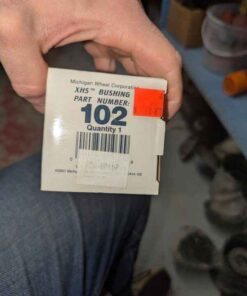 Michigan Wheel Corporation
XHS™ BUSHING
PART NUMBER:
102
Quantity 1